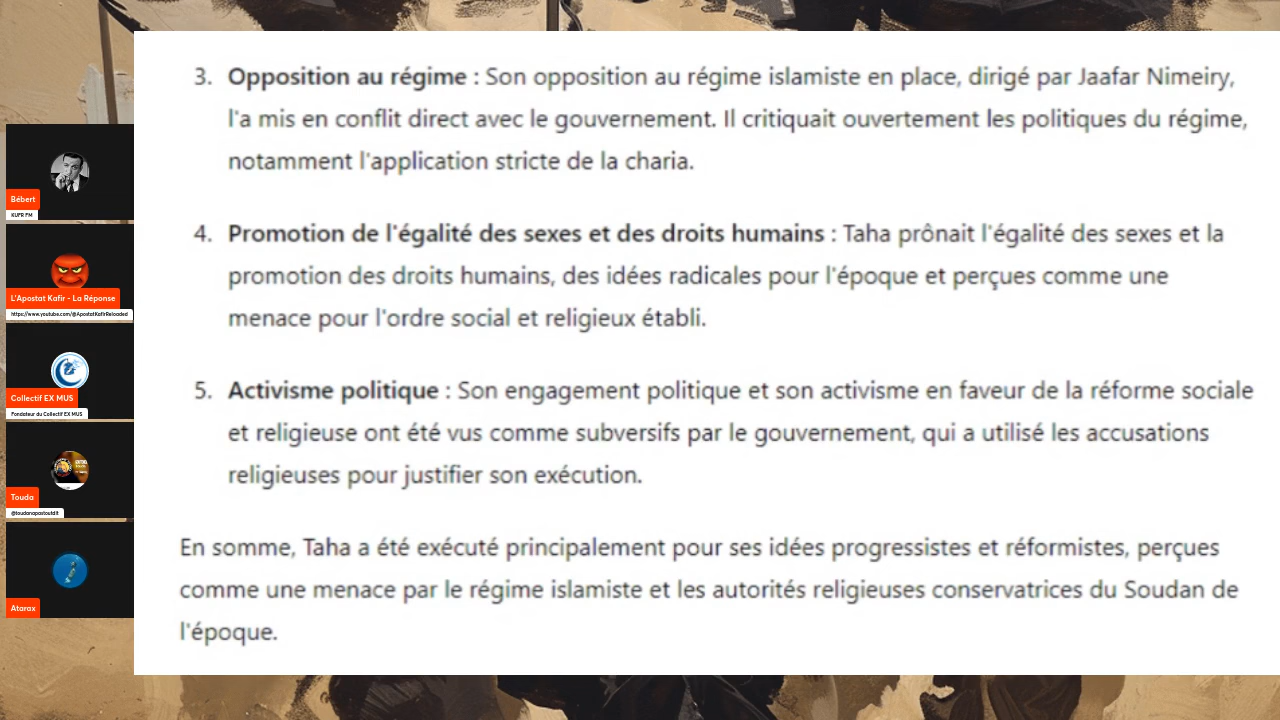 3. Opposition au régime : Son opposition au régime islamiste en place, dirigé par Jaafar Nimeiry,
l'a mis en conflit direct avec le gouvernement. Il critiquait ouvertement les politiques du régime,
notamment l'application stricte de la charia.
4. Promotion de l'égalité des sexes et des droits humains : Taha prônait l'égalité des sexes et la
promotion des droits humains, des idées radicales pour l'époque et perçues comme une
menace pour l'ordre social et religieux établi.
5. Activisme politique : Son engagement politique et son activisme en faveur de la réforme sociale
et religieuse ont été vus comme subversifs par le gouvernement, qui a utilisé les accusations
religieuses pour justifier son exécution.
En somme, Taha a été exécuté principalement pour ses idées progressistes et réformistes, perçues
comme une menace par le régime islamiste et les autorités religieuses conservatrices du Soudan de
l'époque.
Bébert
KUFR FM
L'Apostat Kafir - La Réponse
https://www.youtube.com/@ApostatKafirReloaded
Collectif EX MUS
Fondateur du Collectif EX MUS
Touda
Atarax